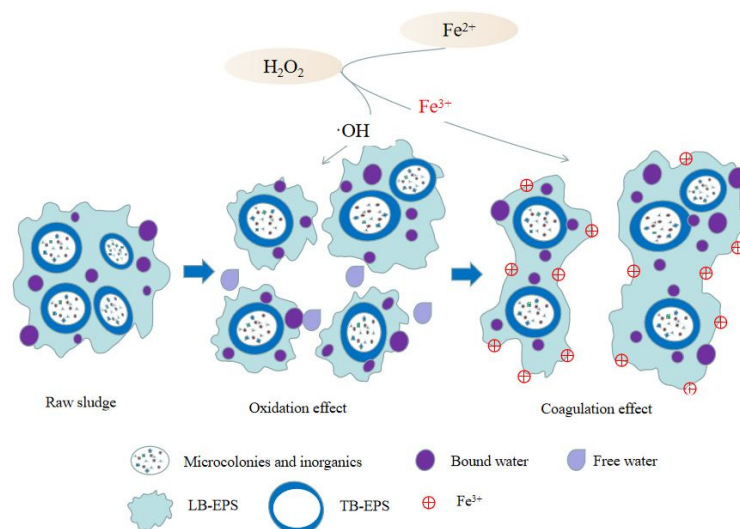 Fe²⁺
H₂O₂
Fe³⁺
·OH
Raw sludge
Oxidation effect
Coagulation effect
Microcolonies and inorganics
Bound water
Free water
LB-EPS
TB-EPS
Fe³⁺